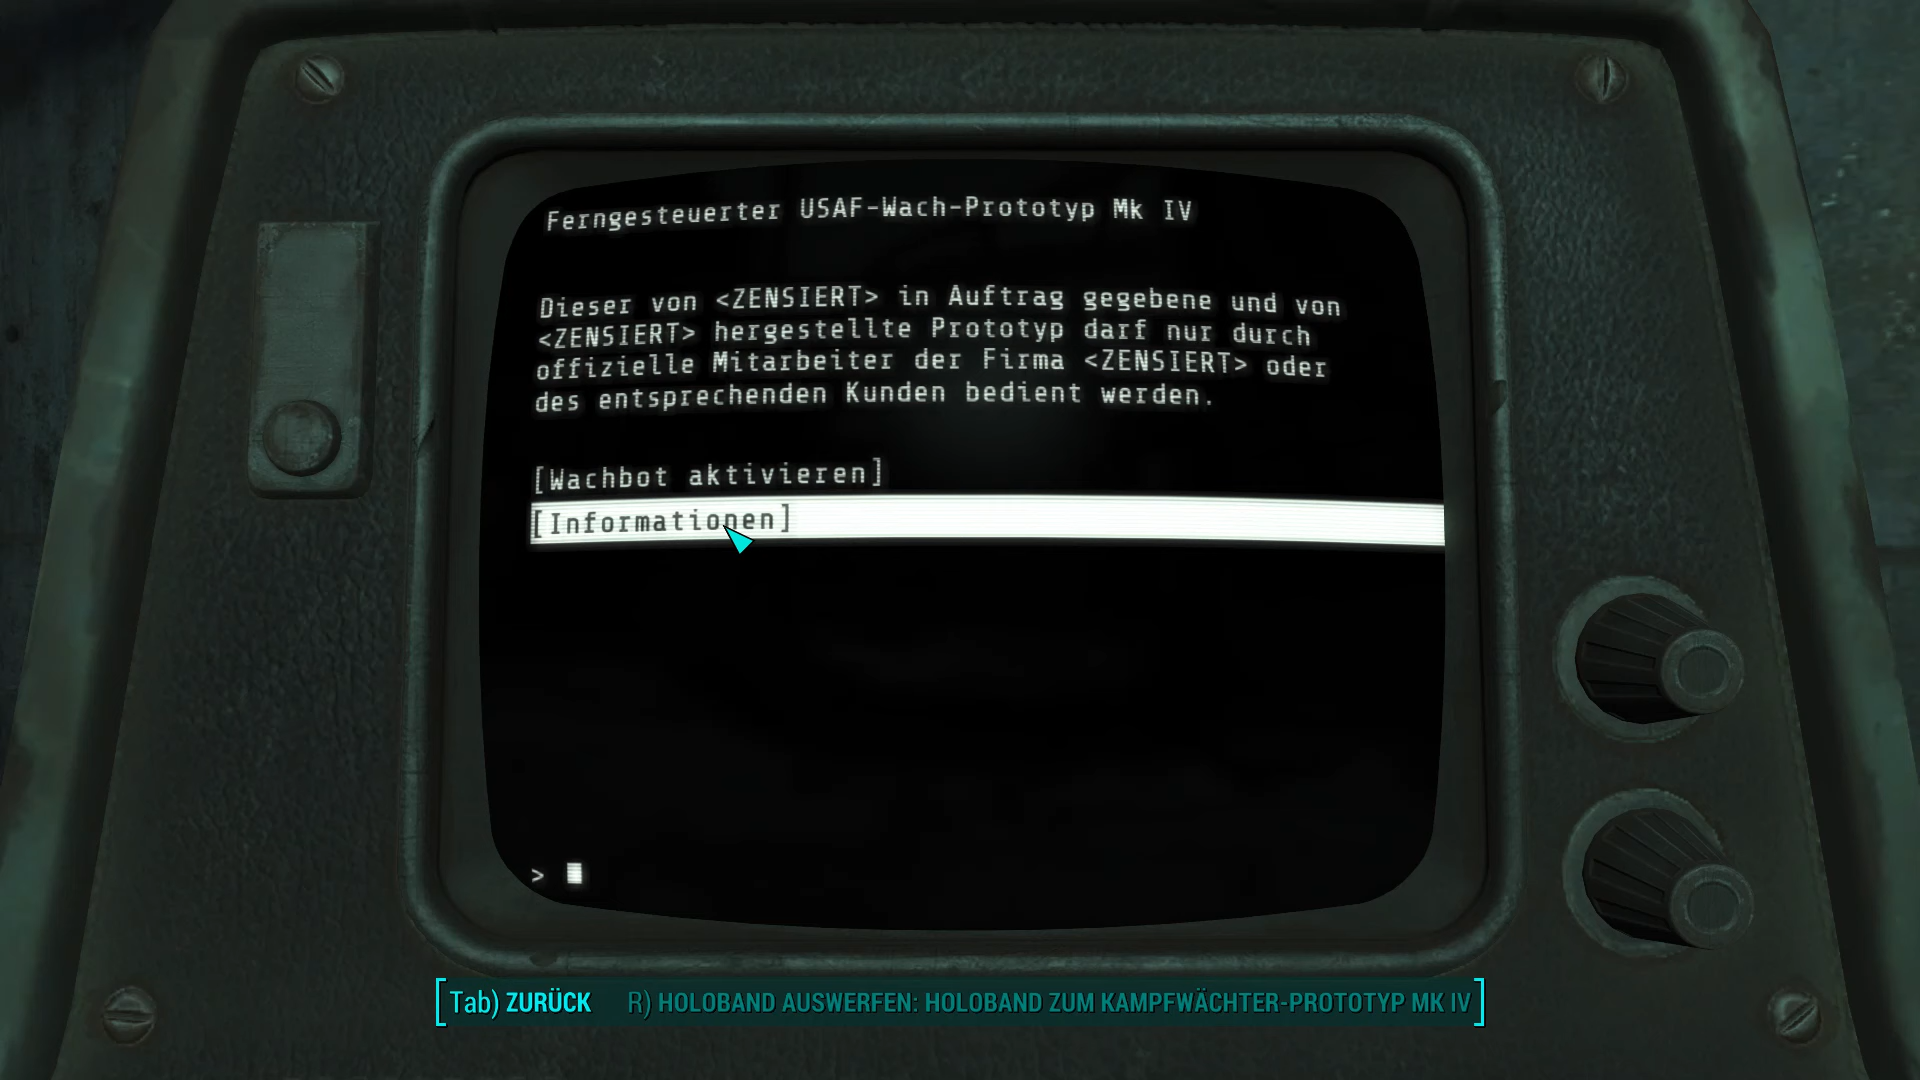 Ferngesteuerter USAF-Wach-Prototyp Mk IV
Dieser von <ZENSIERT> in Auftrag gegebene und von
<ZENSIERT> hergestellte Prototyp darf nur durch
offizielle Mitarbeiter der Firma <ZENSIERT> oder
des entsprechenden Kunden bedient werden.
[Wachbot aktivieren]
[Informationen]
>
[Tab) ZURÜCK R) HOLOBAND AUSWERFEN: HOLOBAND ZUM KAMPFWÄCHTER-PROTOTYP MK IV]